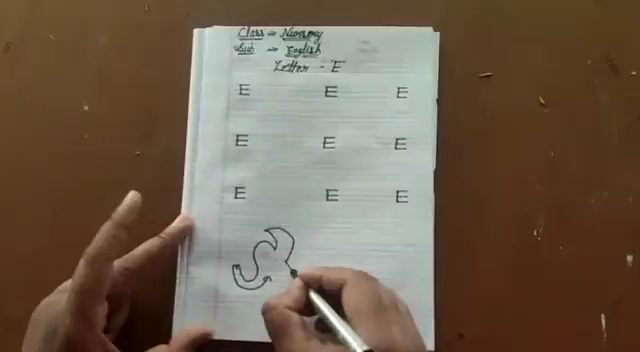 Class :- Nursery
Sub :- English
Letter - E
E E E
E E E
E E E